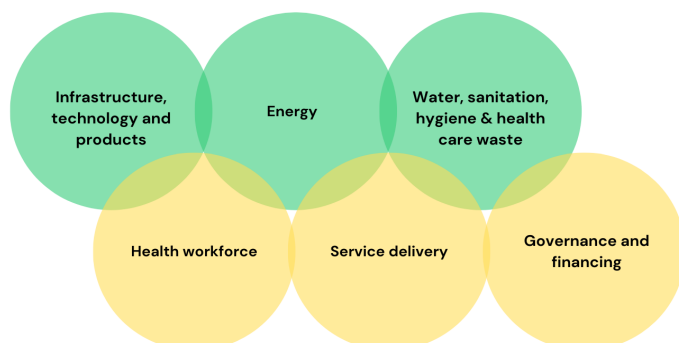 Infrastructure,
technology and
products
Energy
Water, sanitation,
hygiene & health
care waste
Health workforce
Service delivery
Governance and
financing